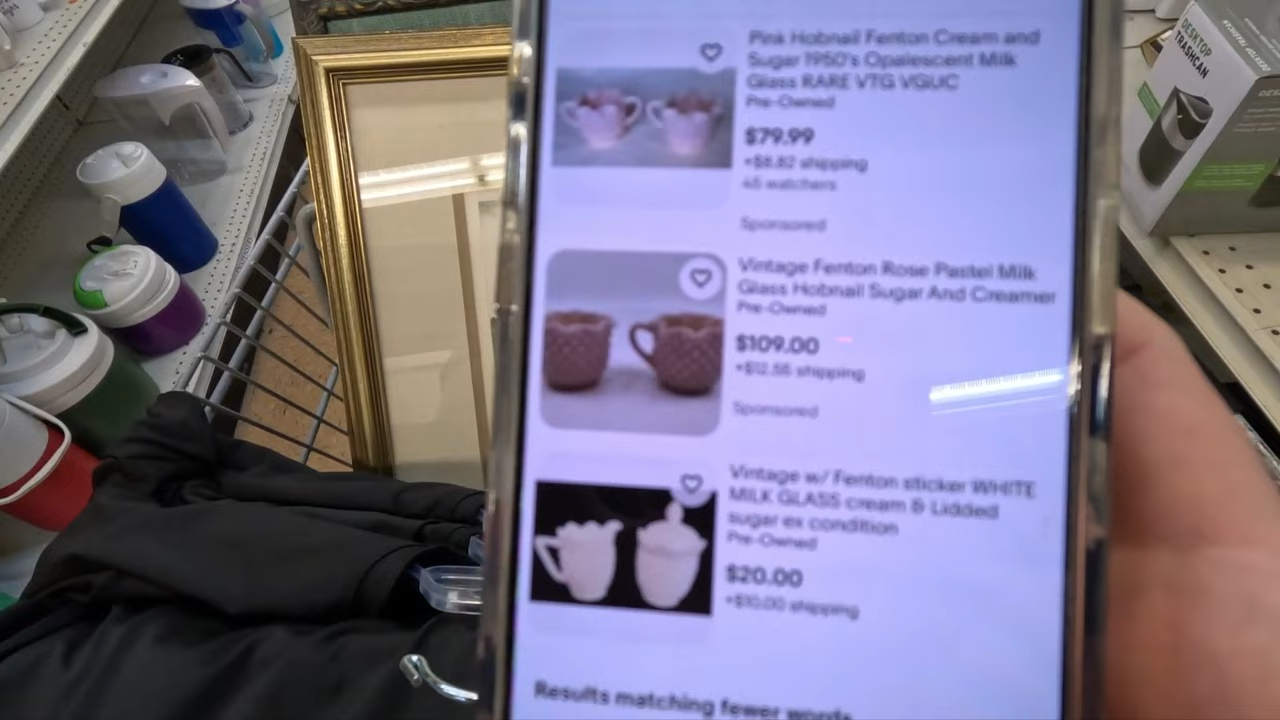 Pink Hobnail Fenton Cream and
Sugar 1950's Opalescent Milk
Glass RARE VTG VGUC
Pre-Owned
$79.99
+$8.82 shipping
45 watchers
Sponsored
Vintage Fenton Rose Pastel Milk
Glass Hobnail Sugar And Creamer
Pre-Owned
$109.00
+$12.55 shipping
Sponsored
Vintage w/ Fenton sticker WHITE
MILK GLASS cream & Lidded
sugar ex condition
Pre-Owned
$20.00
+$10.00 shipping
Results matching fewer words
DESKTOP
TRASHCAN